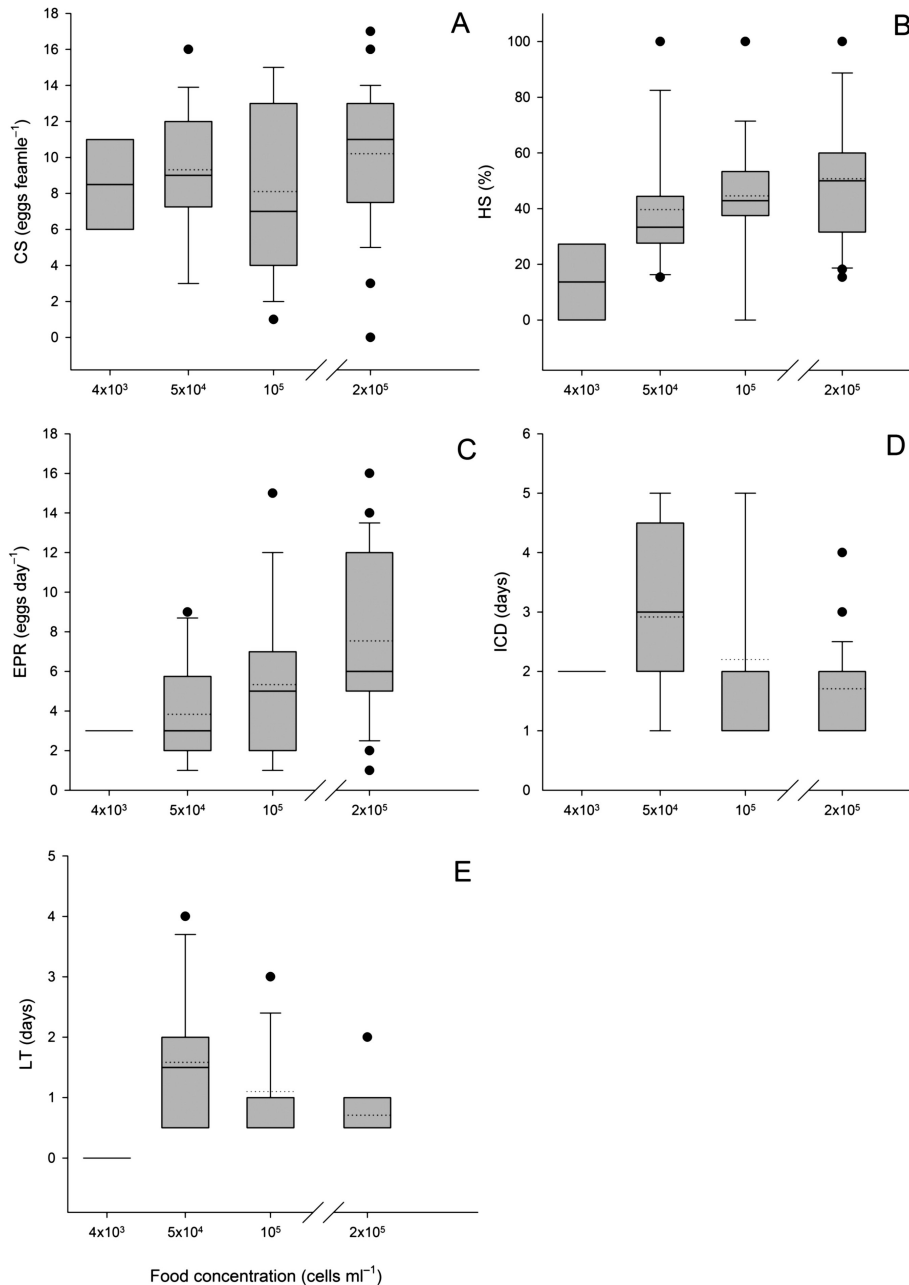 A
18
16
14
12
10
8
6
4
2
0
CS (eggs feamle⁻¹)
4x10³ 5x10⁴ 10⁵ 2x10⁵
B
100
80
60
40
20
0
HS (%)
4x10³ 5x10⁴ 10⁵ 2x10⁵
C
18
16
14
12
10
8
6
4
2
0
EPR (eggs day⁻¹)
4x10³ 5x10⁴ 10⁵ 2x10⁵
D
6
5
4
3
2
1
0
ICD (days)
4x10³ 5x10⁴ 10⁵ 2x10⁵
E
5
4
3
2
1
0
LT (days)
4x10³ 5x10⁴ 10⁵ 2x10⁵
Food concentration (cells ml⁻¹)